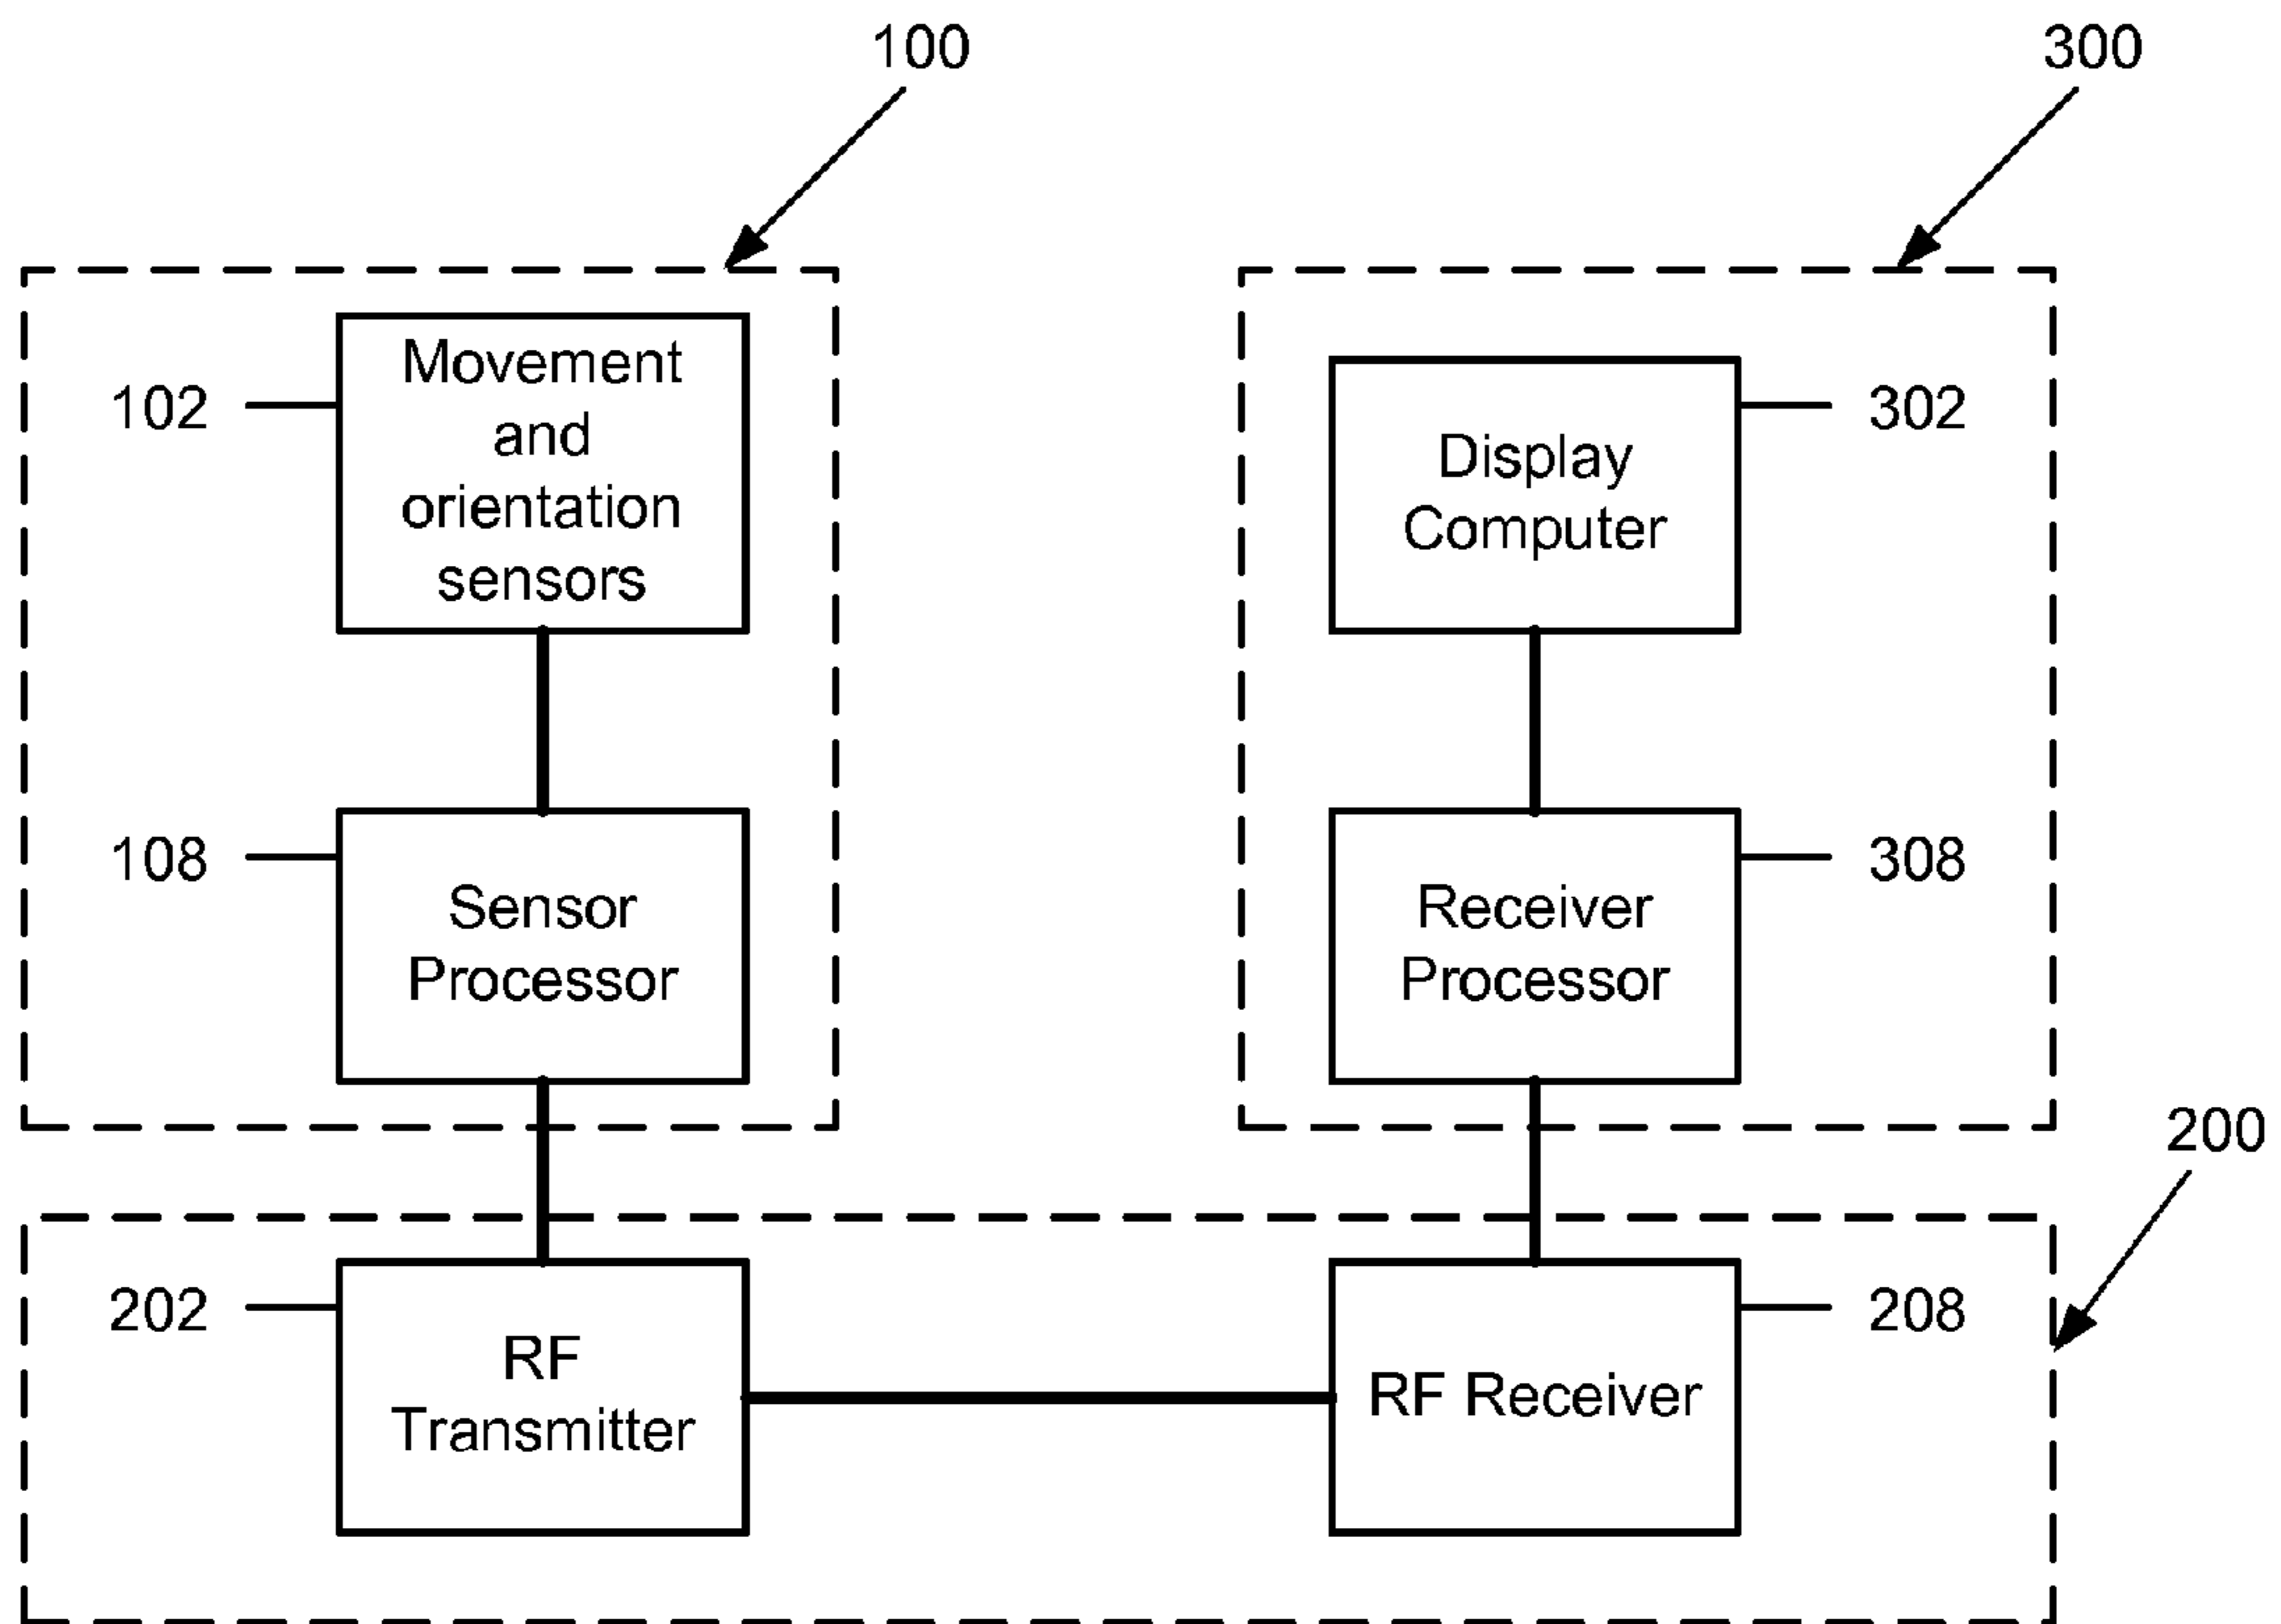 100
300
102
Movement
and
orientation
sensors
Display
Computer
302
108
Sensor
Processor
Receiver
Processor
308
200
202
RF
Transmitter
RF Receiver
208